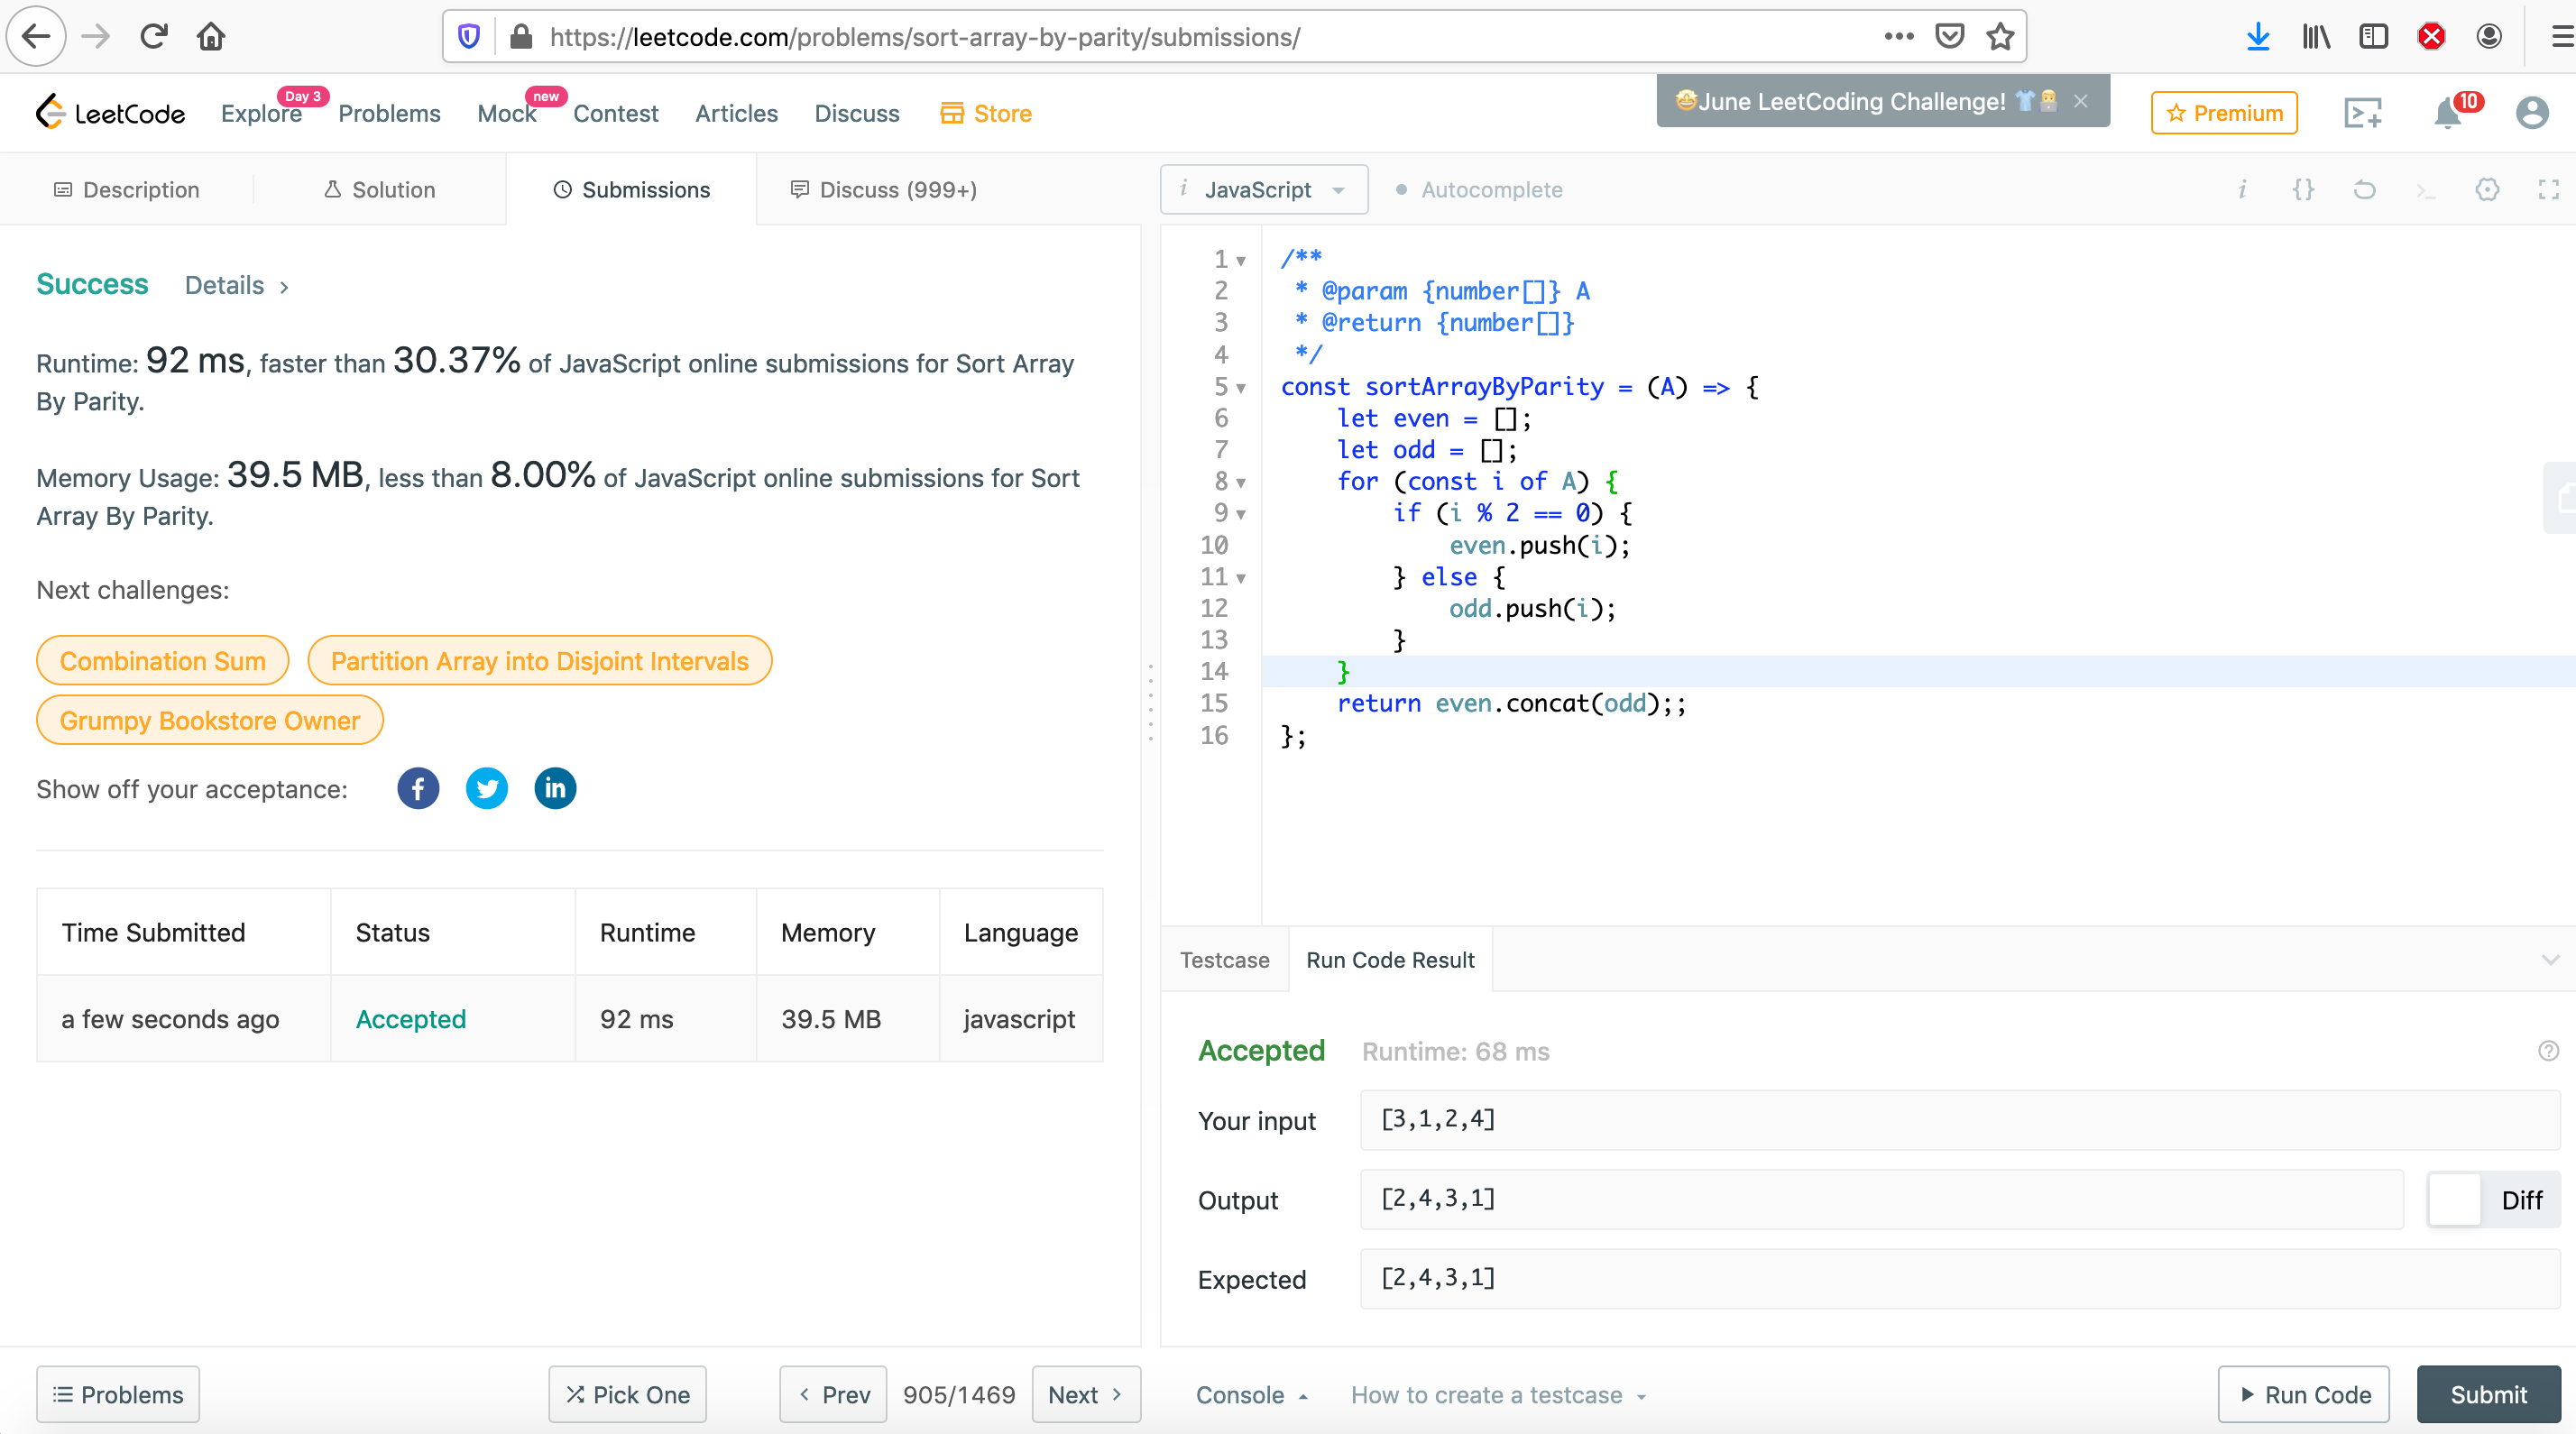 https://leetcode.com/problems/sort-array-by-parity/submissions/
LeetCode
Explore
Day 3
Problems
Mock
new
Contest
Articles
Discuss
Store
🤩June LeetCoding Challenge! 👕👨‍💻 ×
Premium
10
Description
Solution
Submissions
Discuss (999+)
i JavaScript
Autocomplete
i {} >_
Success Details >
Runtime: 92 ms, faster than 30.37% of JavaScript online submissions for Sort Array
By Parity.
Memory Usage: 39.5 MB, less than 8.00% of JavaScript online submissions for Sort
Array By Parity.
Next challenges:
Combination Sum
Partition Array into Disjoint Intervals
Grumpy Bookstore Owner
Show off your acceptance:
f
in
Time Submitted Status Runtime Memory Language
a few seconds ago Accepted 92 ms 39.5 MB javascript
1 /**
2  * @param {number[]} A
3  * @return {number[]}
4  */
5 const sortArrayByParity = (A) => {
6     let even = [];
7     let odd = [];
8     for (const i of A) {
9         if (i % 2 == 0) {
10             even.push(i);
11         } else {
12             odd.push(i);
13         }
14     }
15     return even.concat(odd);;
16 };
Testcase
Run Code Result
Accepted Runtime: 68 ms
?
Your input [3,1,2,4]
Output [2,4,3,1]
Diff
Expected [2,4,3,1]
Problems
Pick One
< Prev
905/1469
Next >
Console
How to create a testcase
Run Code
Submit